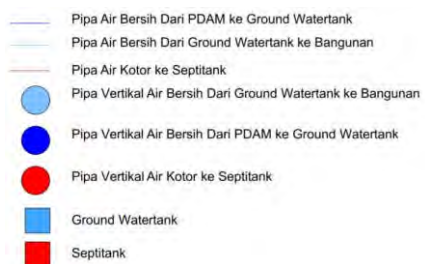 Pipa Air Bersih Dari PDAM ke Ground Watertank
Pipa Air Bersih Dari Ground Watertank ke Bangunan
Pipa Air Kotor ke Septitank
Pipa Vertikal Air Bersih Dari Ground Watertank ke Bangunan
Pipa Vertikal Air Bersih Dari PDAM ke Ground Watertank
Pipa Vertikal Air Kotor ke Septitank
Ground Watertank
Septitank